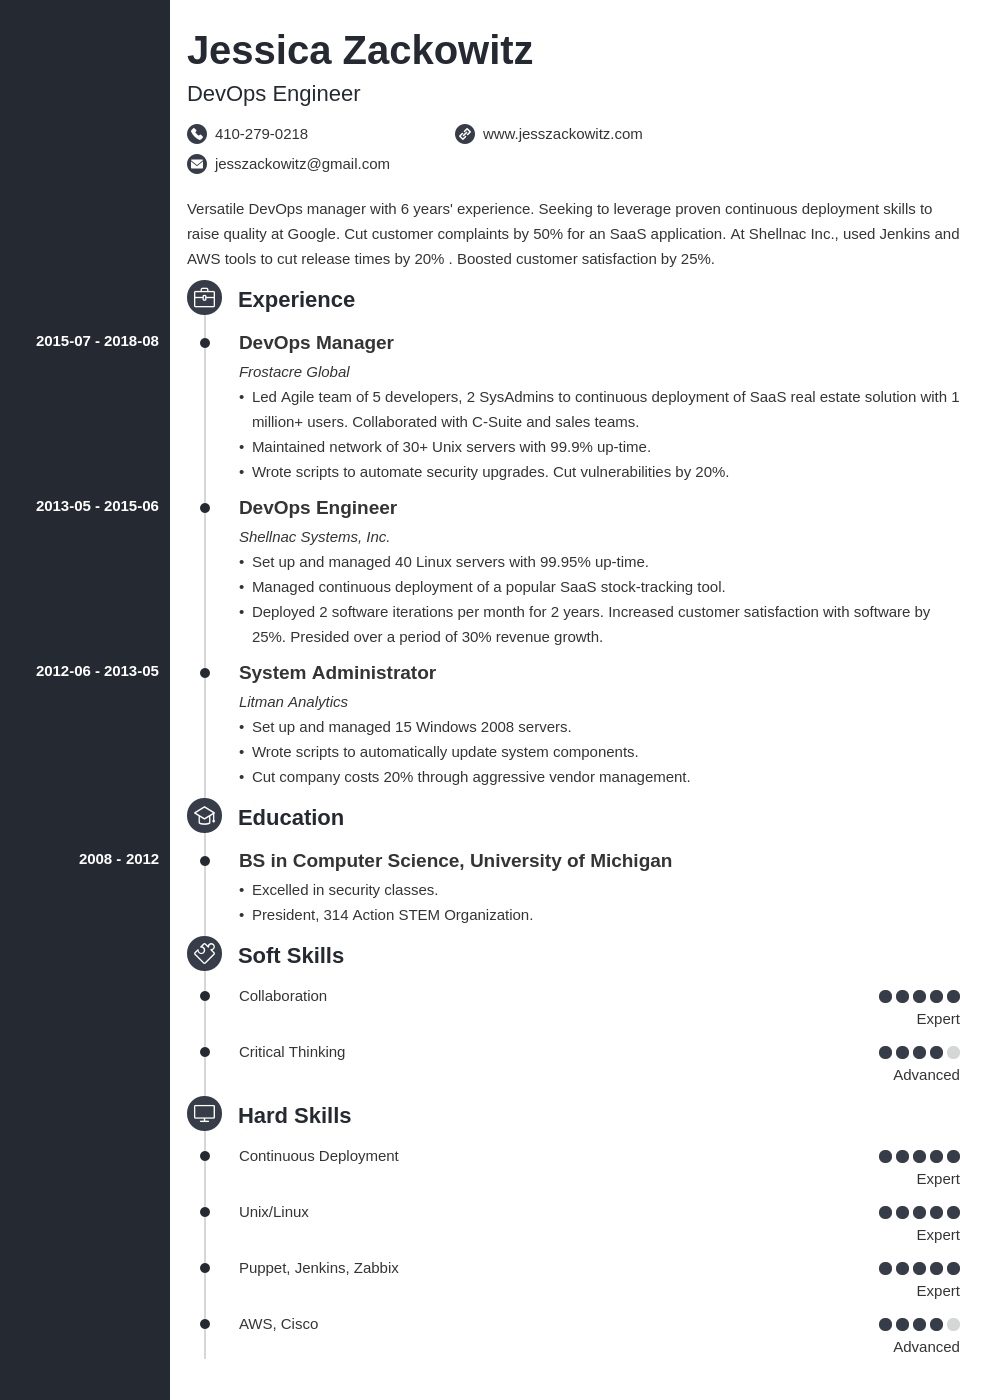 Jessica Zackowitz
DevOps Engineer
410-279-0218
www.jesszackowitz.com
jesszackowitz@gmail.com
Versatile DevOps manager with 6 years' experience. Seeking to leverage proven continuous deployment skills to
raise quality at Google. Cut customer complaints by 50% for an SaaS application. At Shellnac Inc., used Jenkins and
AWS tools to cut release times by 20% . Boosted customer satisfaction by 25%.
Experience
2015-07 - 2018-08
DevOps Manager
Frostacre Global
• Led Agile team of 5 developers, 2 SysAdmins to continuous deployment of SaaS real estate solution with 1
million+ users. Collaborated with C-Suite and sales teams.
• Maintained network of 30+ Unix servers with 99.9% up-time.
• Wrote scripts to automate security upgrades. Cut vulnerabilities by 20%.
2013-05 - 2015-06
DevOps Engineer
Shellnac Systems, Inc.
• Set up and managed 40 Linux servers with 99.95% up-time.
• Managed continuous deployment of a popular SaaS stock-tracking tool.
• Deployed 2 software iterations per month for 2 years. Increased customer satisfaction with software by
25%. Presided over a period of 30% revenue growth.
2012-06 - 2013-05
System Administrator
Litman Analytics
• Set up and managed 15 Windows 2008 servers.
• Wrote scripts to automatically update system components.
• Cut company costs 20% through aggressive vendor management.
Education
2008 - 2012
BS in Computer Science, University of Michigan
• Excelled in security classes.
• President, 314 Action STEM Organization.
Soft Skills
Collaboration
Expert
Critical Thinking
Advanced
Hard Skills
Continuous Deployment
Expert
Unix/Linux
Expert
Puppet, Jenkins, Zabbix
Expert
AWS, Cisco
Advanced